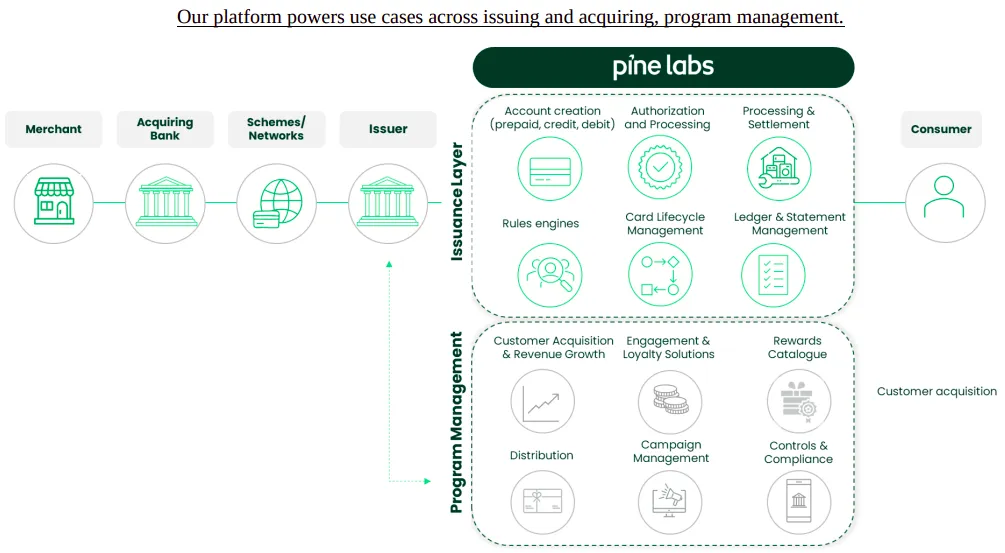 Our platform powers use cases across issuing and acquiring, program management.
pine labs
Merchant
Acquiring
Bank
Schemes/
Networks
Issuer
Consumer
Issuance Layer
Account creation
(prepaid, credit, debit)
Authorization
and Processing
Processing &
Settlement
Rules engines
Card Lifecycle
Management
Ledger & Statement
Management
Program Management
Customer Acquisition
& Revenue Growth
Engagement &
Loyalty Solutions
Rewards
Catalogue
Customer acquisition
Distribution
Campaign
Management
Controls &
Compliance